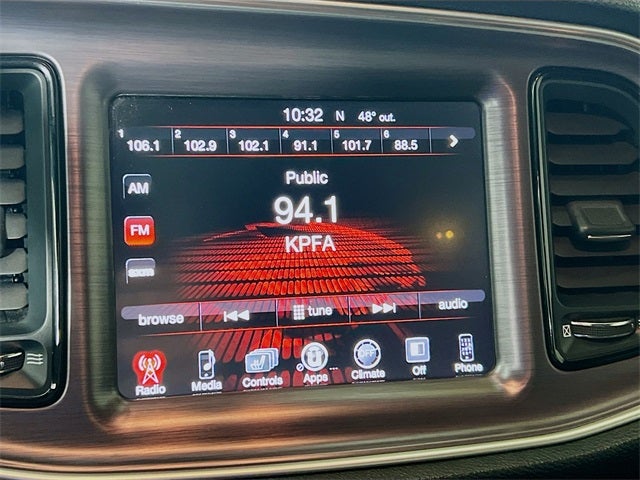 10:32 N 48° out.
1 106.1 2 102.9 3 102.1 4 91.1 5 101.7 6 88.5
Public
AM
94.1
FM
KPFA
browse tune audio
OFF
Radio Media Controls Apps Climate Off Phone